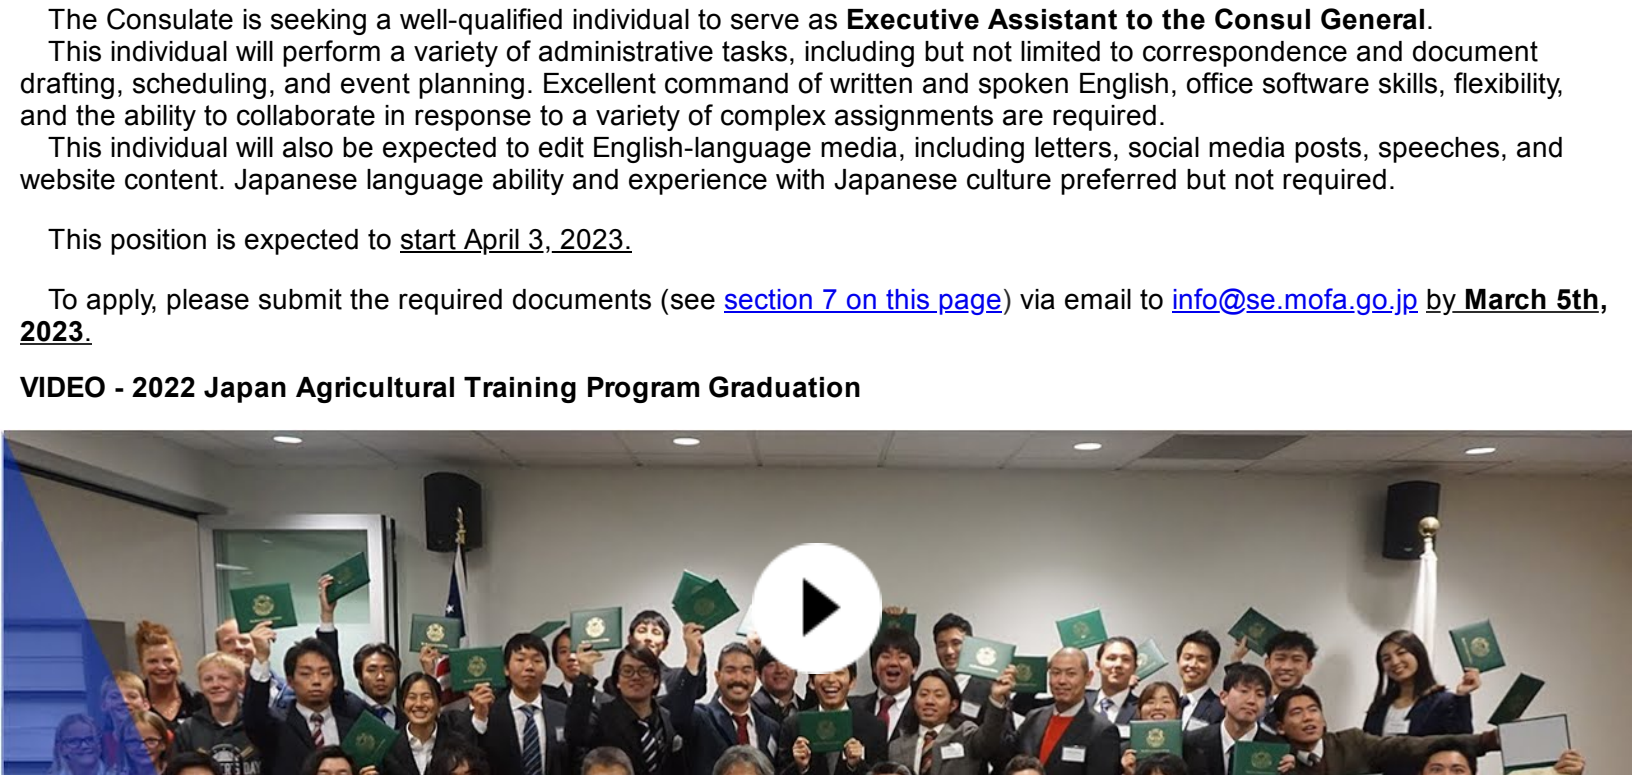 The Consulate is seeking a well-qualified individual to serve as Executive Assistant to the Consul General.
This individual will perform a variety of administrative tasks, including but not limited to correspondence and document
drafting, scheduling, and event planning. Excellent command of written and spoken English, office software skills, flexibility,
and the ability to collaborate in response to a variety of complex assignments are required.
This individual will also be expected to edit English-language media, including letters, social media posts, speeches, and
website content. Japanese language ability and experience with Japanese culture preferred but not required.
This position is expected to start April 3, 2023.
To apply, please submit the required documents (see section 7 on this page) via email to info@se.mofa.go.jp by March 5th,
2023.
VIDEO - 2022 Japan Agricultural Training Program Graduation